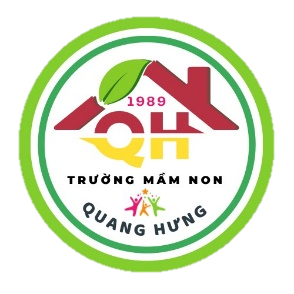 1989
QH
TRƯỜNG MẦM NON
QUANG HƯNG